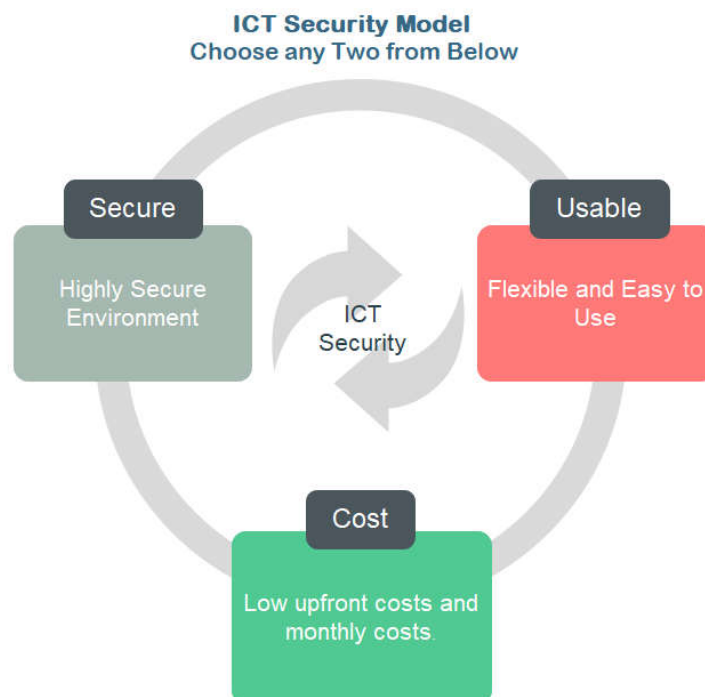 ICT Security Model
Choose any Two from Below
Secure
Highly Secure
Environment
Usable
Flexible and Easy to
Use
ICT
Security
Cost
Low upfront costs and
monthly costs.